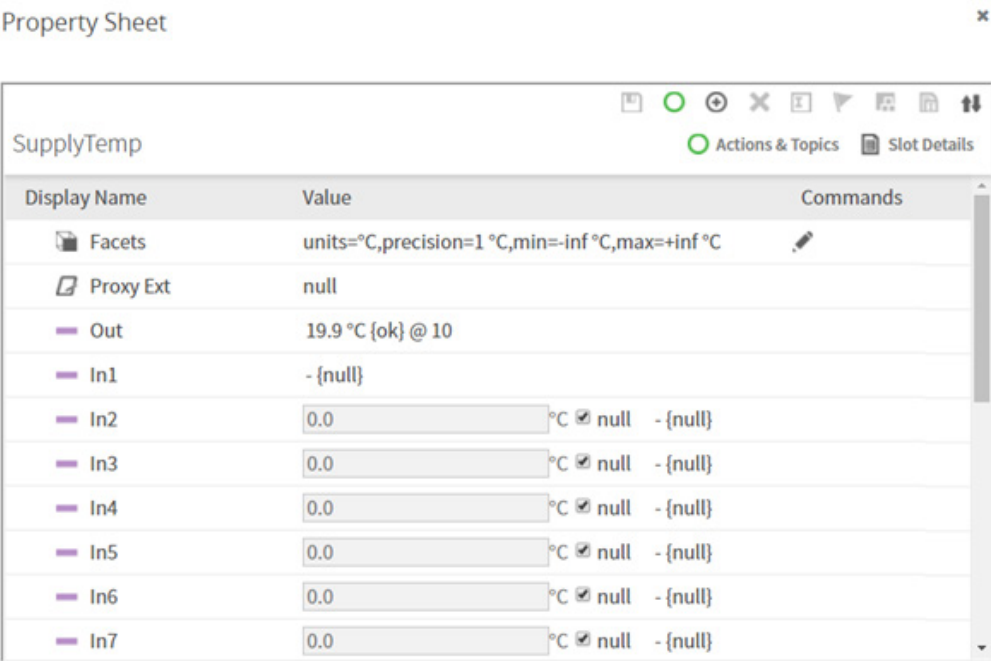 Property Sheet
SupplyTemp
Actions & Topics Slot Details
Display Name Value Commands
Facets units=°C,precision=1 °C,min=-inf °C,max=+inf °C
Proxy Ext null
Out 19.9 °C {ok} @ 10
In1 - {null}
In2 0.0 °C null - {null}
In3 0.0 °C null - {null}
In4 0.0 °C null - {null}
In5 0.0 °C null - {null}
In6 0.0 °C null - {null}
In7 0.0 °C null - {null}